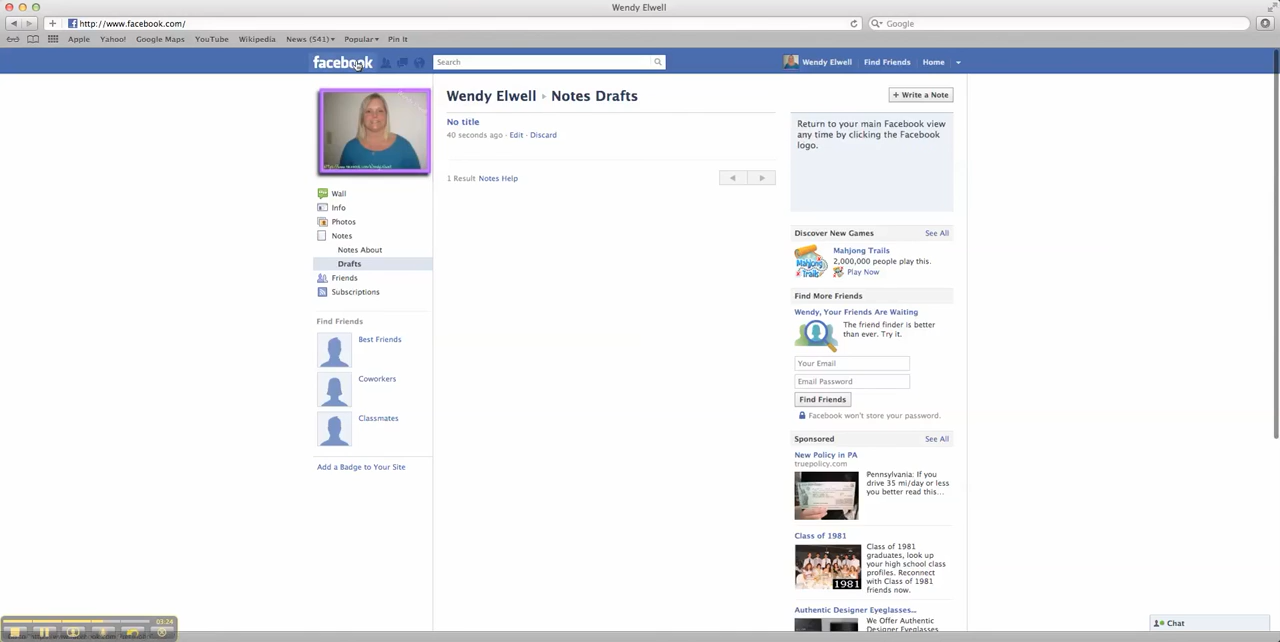 Wendy Elwell
http://www.facebook.com/
Google
Apple Yahoo! Google Maps YouTube Wikipedia News (541) Popular Pin It
facebook Search Wendy Elwell Find Friends Home
Wendy Elwell Notes Drafts
+ Write a Note
No title
40 seconds ago · Edit · Discard
1 Result Notes Help
Return to your main Facebook view
any time by clicking the Facebook
logo.
Wall
Info
Photos
Notes
Notes About
Drafts
Friends
Subscriptions
Find Friends
Best Friends
Coworkers
Classmates
Add a Badge to Your Site
Discover New Games See All
Mahjong Trails
2,000,000 people play this.
Play Now
Find More Friends
Wendy, Your Friends Are Waiting
The friend finder is better
than ever. Try it.
Your Email
Email Password
Find Friends
Facebook won't store your password.
Sponsored See All
New Policy in PA
truepolicy.com
Pennsylvania: If you
drive 35 mi/day or less
you better read this...
Class of 1981
Class of 1981
graduates, look up
your high school class
profiles. Reconnect
with Class of 1981
friends now.
1981
Authentic Designer Eyeglasses...
We Offer Authentic
Designer Eyeglasses
03:24
Chat